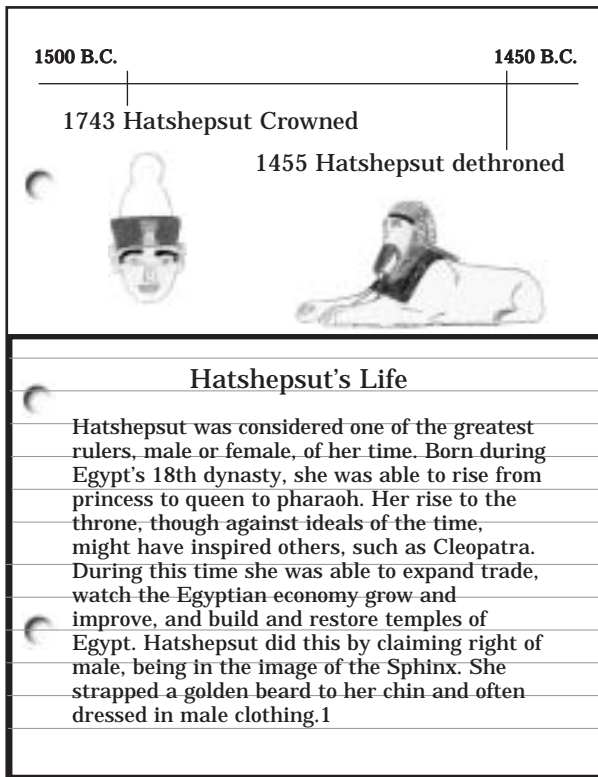 1500 B.C.
1450 B.C.
1743 Hatshepsut Crowned
1455 Hatshepsut dethroned
Hatshepsut's Life
Hatshepsut was considered one of the greatest
rulers, male or female, of her time. Born during
Egypt's 18th dynasty, she was able to rise from
princess to queen to pharaoh. Her rise to the
throne, though against ideals of the time,
might have inspired others, such as Cleopatra.
During this time she was able to expand trade,
watch the Egyptian economy grow and
improve, and build and restore temples of
Egypt. Hatshepsut did this by claiming right of
male, being in the image of the Sphinx. She
strapped a golden beard to her chin and often
dressed in male clothing.1